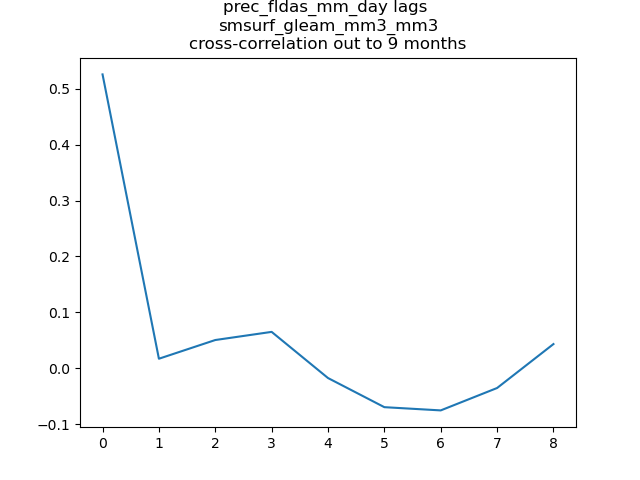 prec_fldas_mm_day lags
smsurf_gleam_mm3_mm3
cross-correlation out to 9 months
0.5
0.4
0.3
0.2
0.1
0.0
−0.1
0 1 2 3 4 5 6 7 8